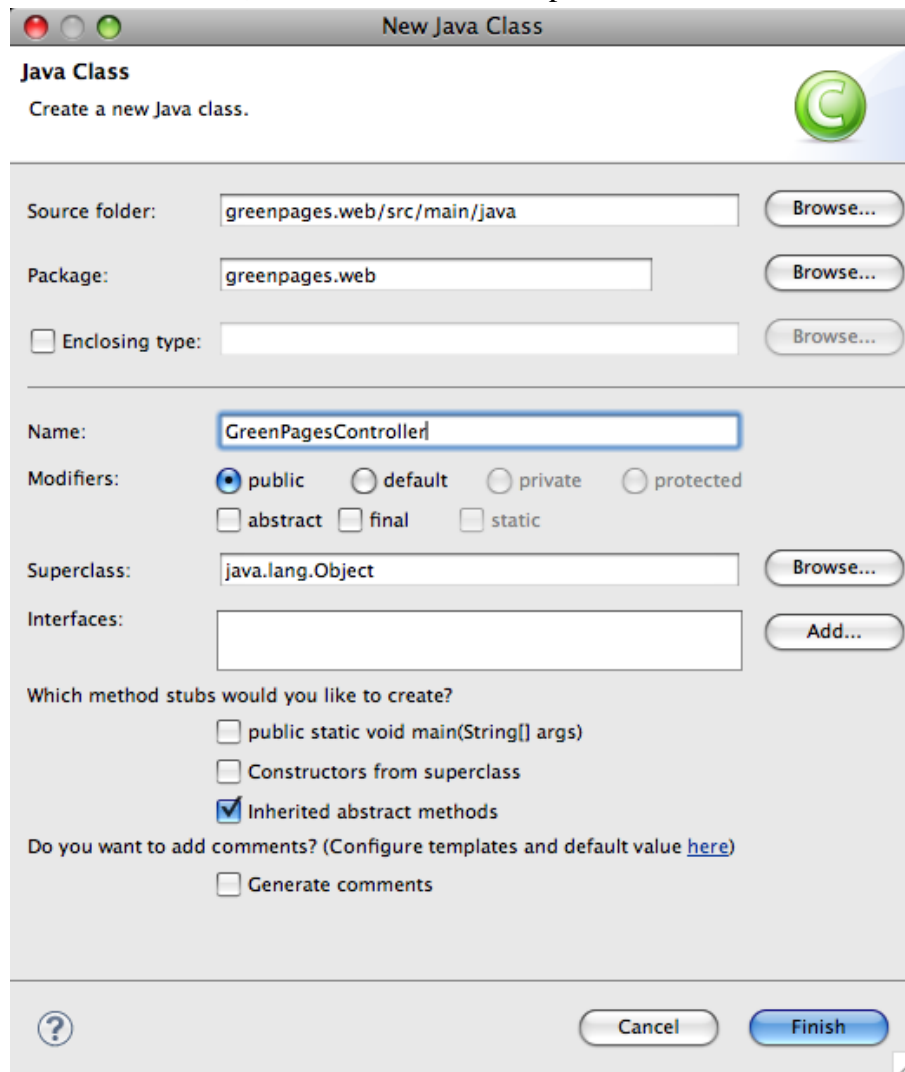 New Java Class
Java Class
Create a new Java class.
C
Source folder: greenpages.web/src/main/java Browse...
Package: greenpages.web Browse...
Enclosing type: Browse...
Name: GreenPagesController
Modifiers: public default private protected
abstract final static
Superclass: java.lang.Object Browse...
Interfaces: Add...
Which method stubs would you like to create?
public static void main(String[] args)
Constructors from superclass
Inherited abstract methods
Do you want to add comments? (Configure templates and default value here)
Generate comments
? Cancel Finish